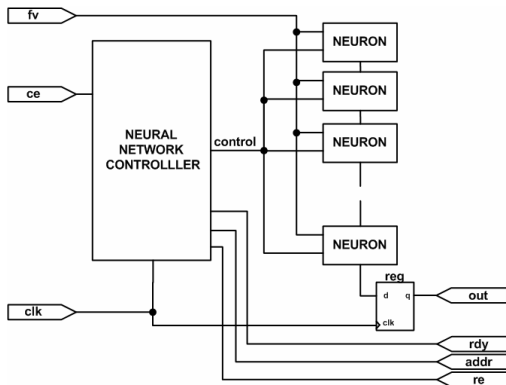 fv
NEURON
ce
NEURON
NEURAL
NETWORK
CONTROLLLER
control
NEURON
NEURON
reg
d q
clk
out
clk
rdy
addr
re